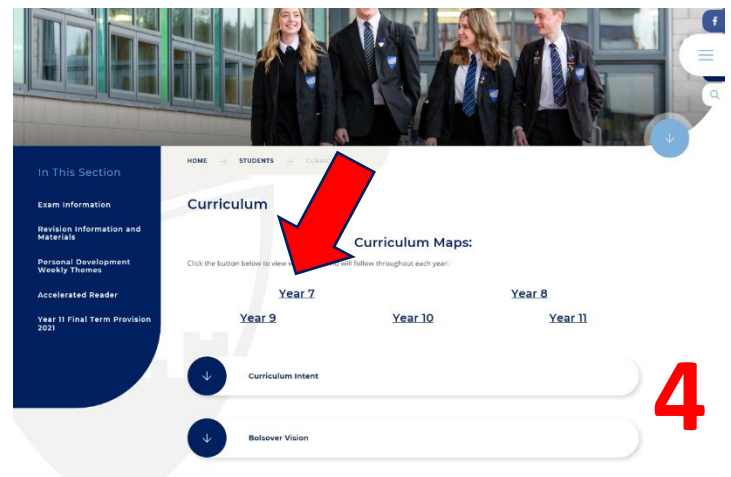 f
HOME → STUDENTS →
In This Section
Exam Information
Revision Information and
Materials
Personal Development
Weekly Themes
Accelerated Reader
Year 11 Final Term Provision
2021
Curriculum
Curriculum Maps:
Click the button below to view will follow throughout each year:
Year 7 Year 8
Year 9 Year 10 Year 11
Curriculum Intent
Bolsover Vision
4